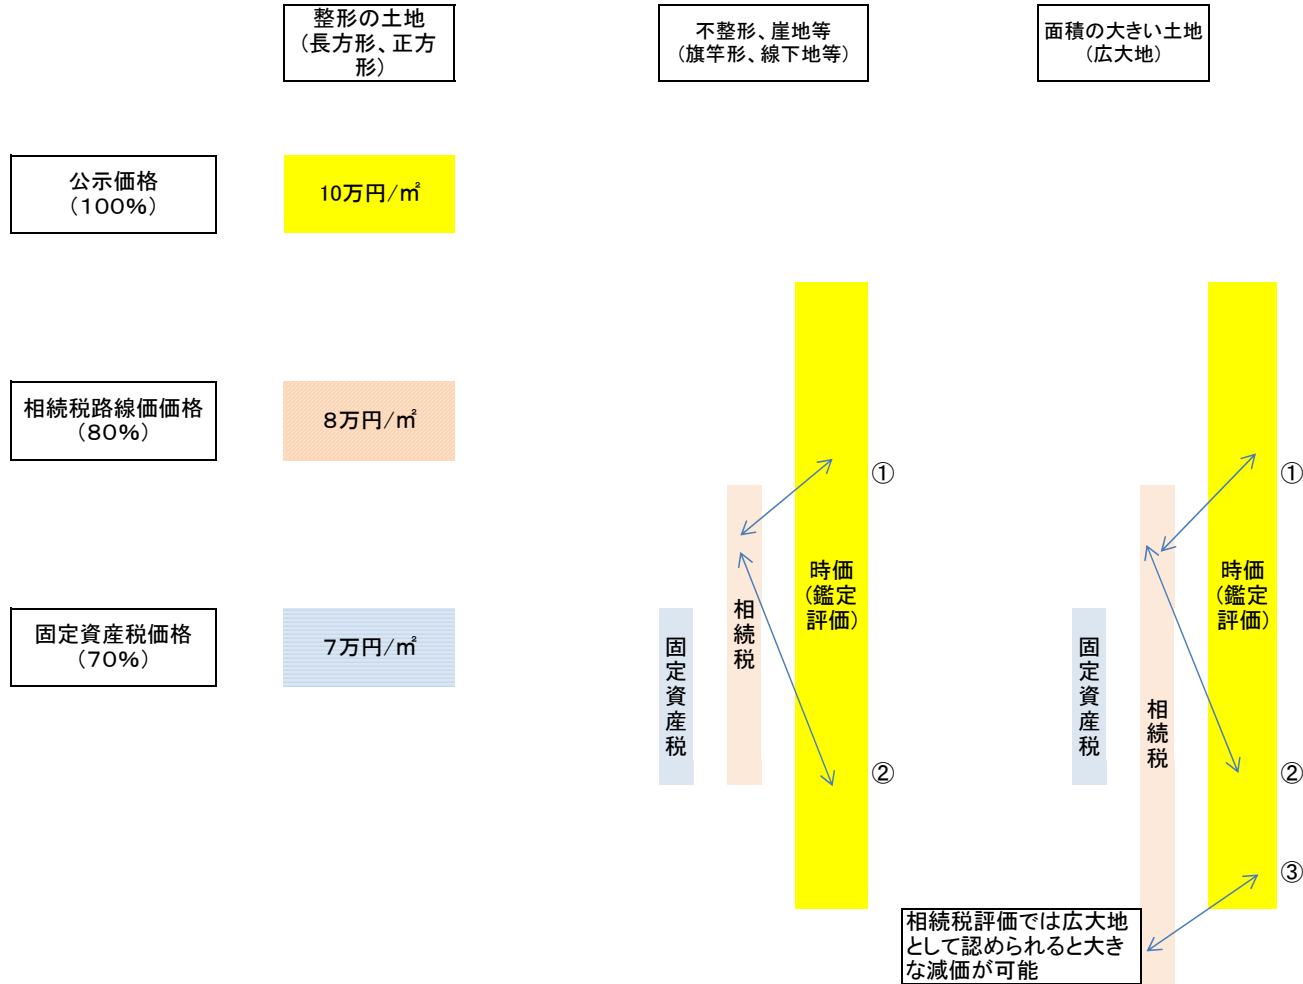 整形の土地
（長方形、正方
形）
不整形、崖地等
（旗竿形、線下地等）
面積の大きい土地
（広大地）
公示価格
（100%）
10万円/㎡
相続税路線価価格
（80%）
８万円/㎡
固定資産税価格
（70%）
７万円/㎡
固定資産税
相続税
時価
（鑑定
評価）
①
②
固定資産税
相続税
時価
（鑑定
評価）
①
②
③
相続税評価では広大地
として認められると大き
な減価が可能